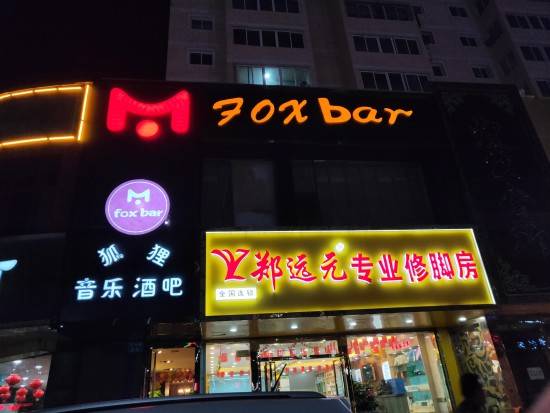 FOX bar
fox bar
狐狸
音乐酒吧
郑远元专业修脚房
全国连锁